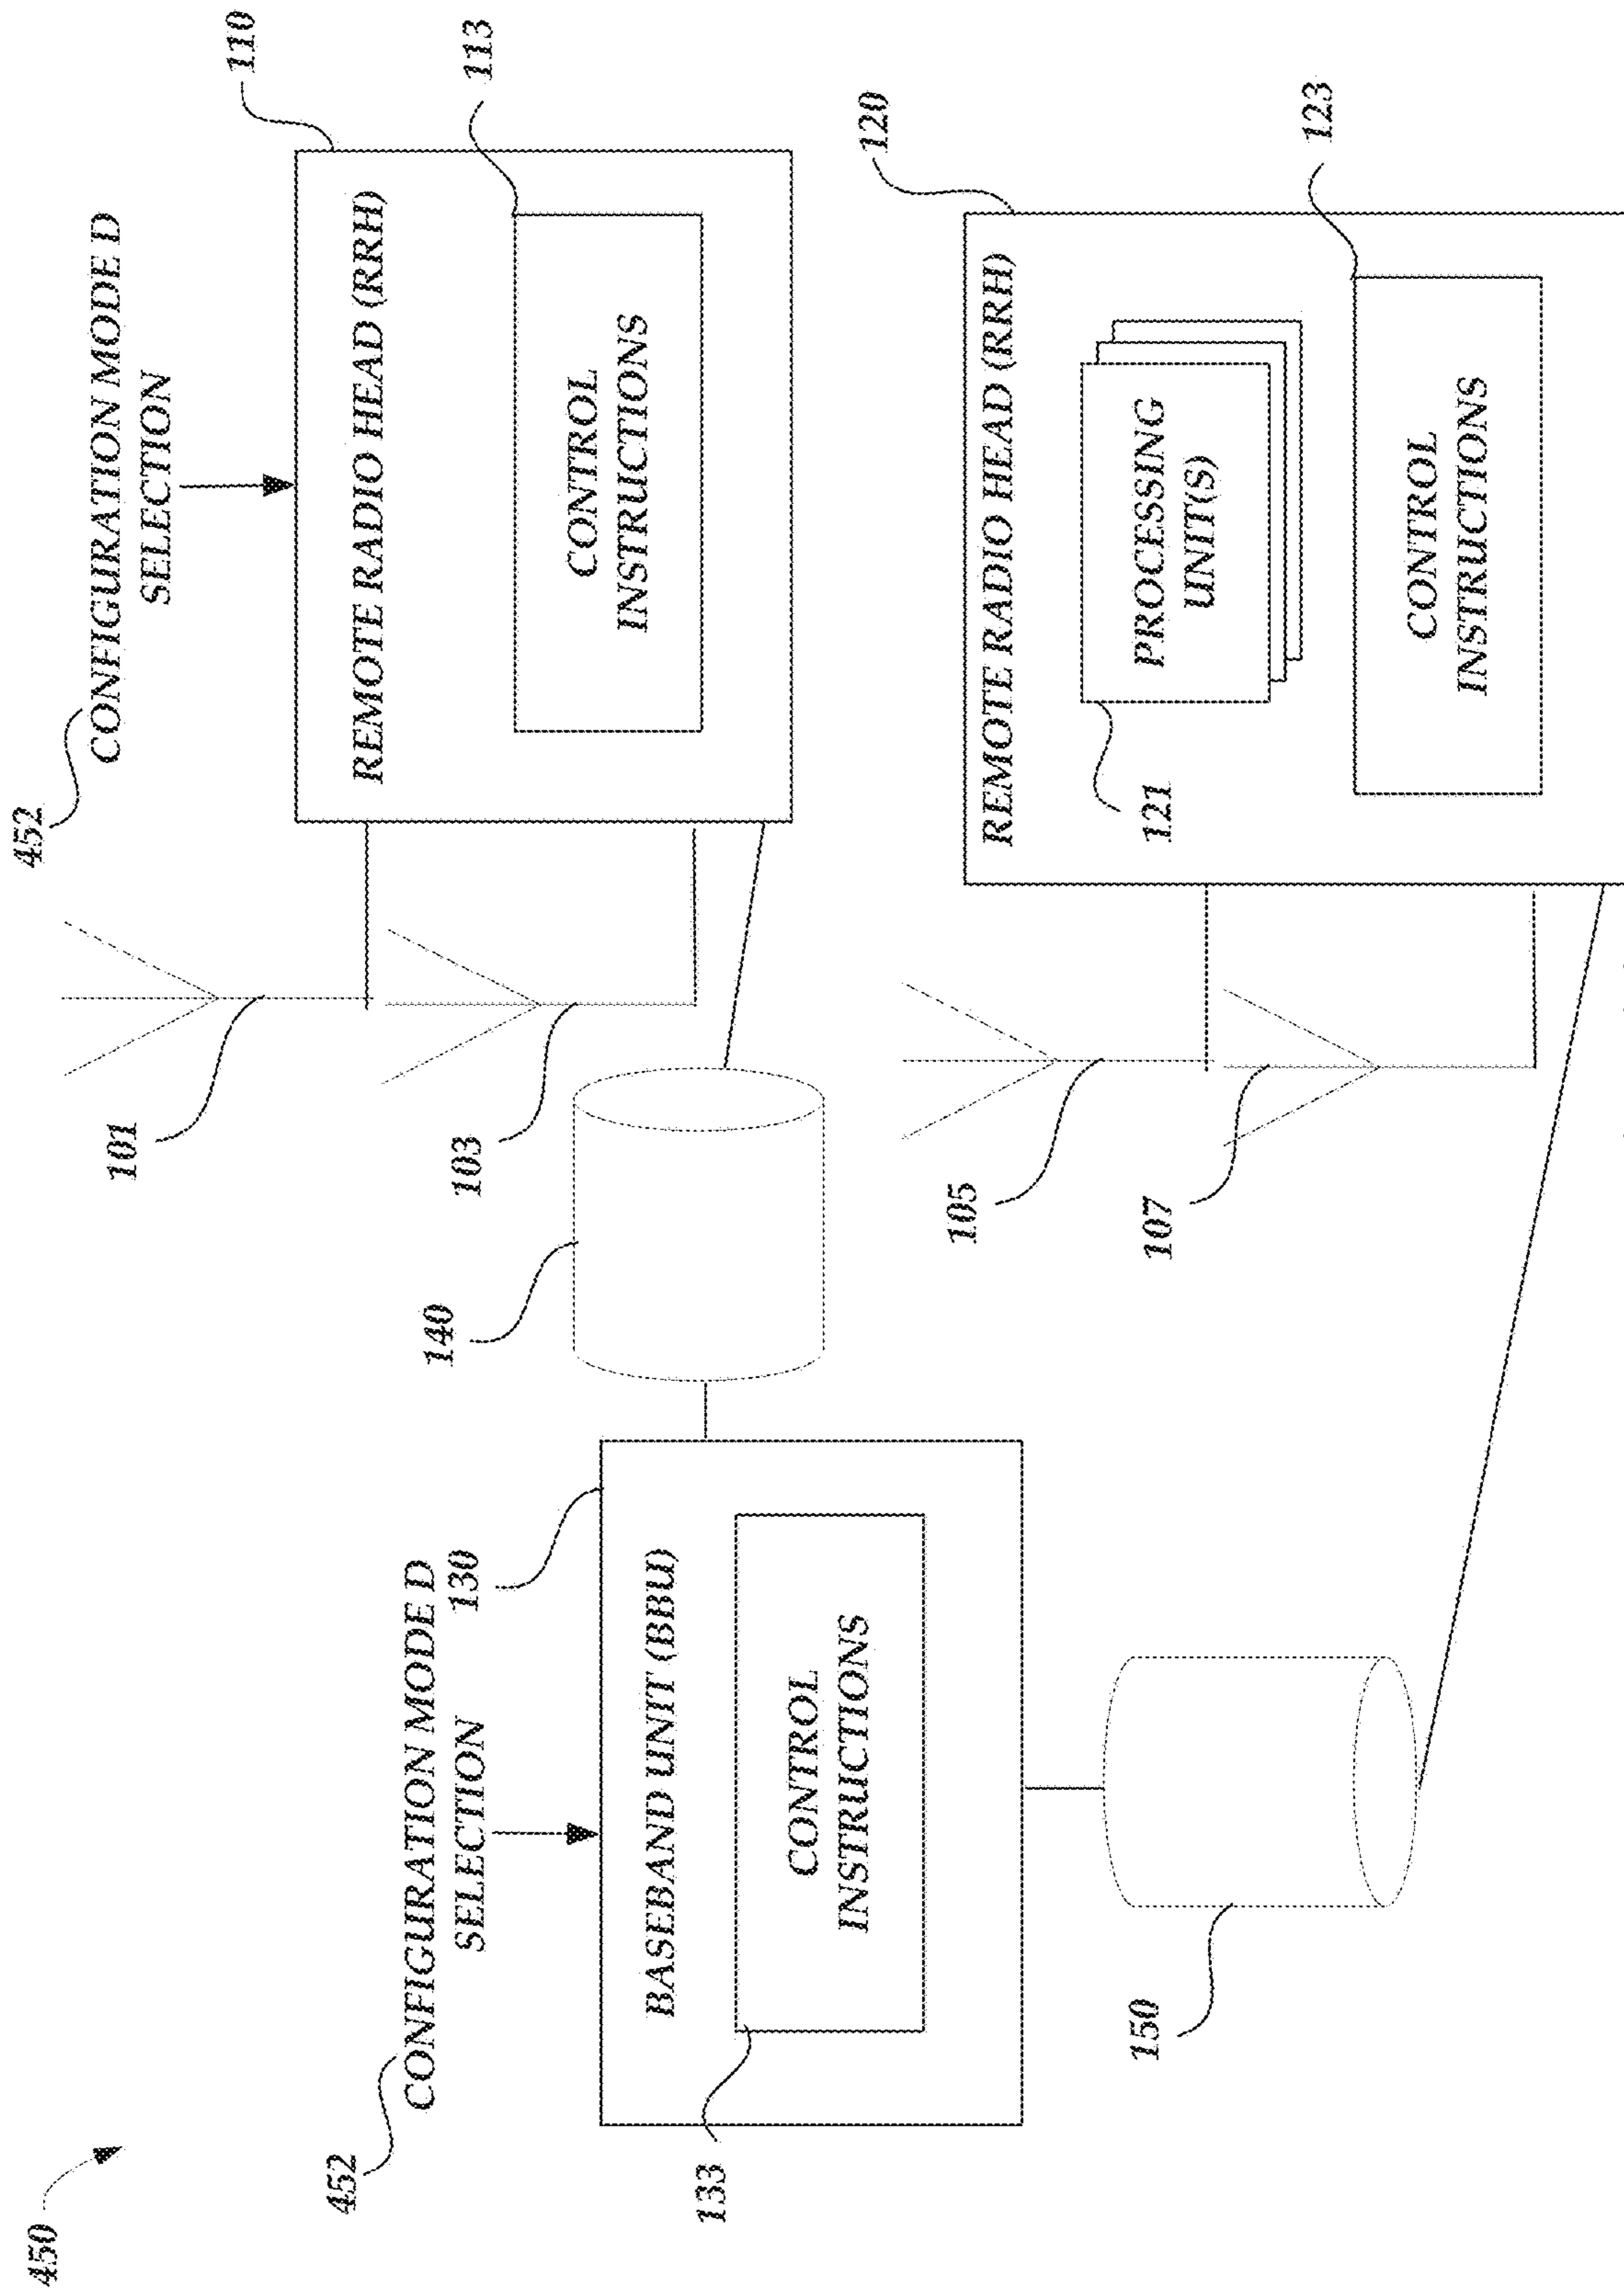 450
452
CONFIGURATION MODE D
SELECTION
110
REMOTE RADIO HEAD (RRH)
113
CONTROL
INSTRUCTIONS
101
103
140
452
CONFIGURATION MODE D
SELECTION
130
BASEBAND UNIT (BBU)
CONTROL
INSTRUCTIONS
133
120
REMOTE RADIO HEAD (RRH)
PROCESSING
UNIT(S)
121
123
CONTROL
INSTRUCTIONS
105
107
150